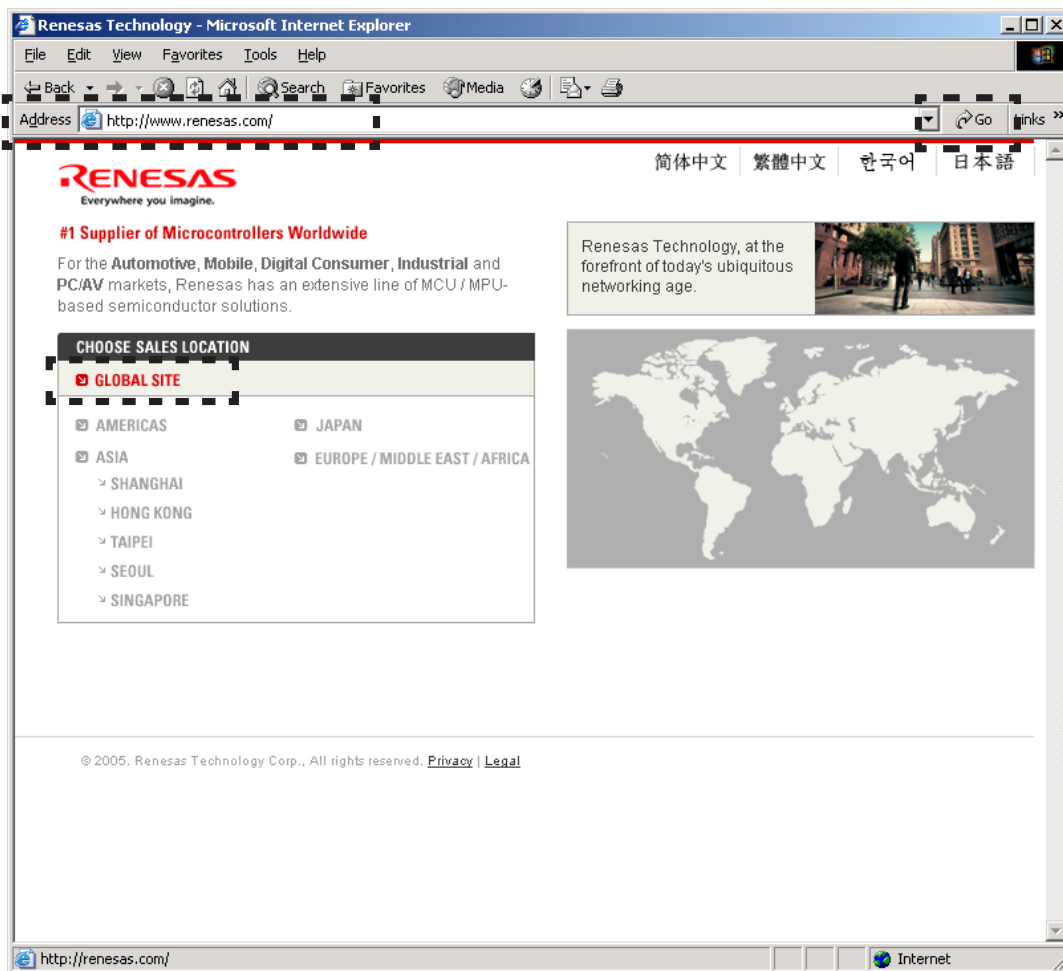 Renesas Technology - Microsoft Internet Explorer
File Edit View Favorites Tools Help
Back Search Favorites Media
Address http://www.renesas.com/ Go inks »
简体中文 繁體中文 한국어 日本語
RENESAS
Everywhere you imagine.
#1 Supplier of Microcontrollers Worldwide
For the Automotive, Mobile, Digital Consumer, Industrial and
PC/AV markets, Renesas has an extensive line of MCU / MPU-
based semiconductor solutions.
Renesas Technology, at the
forefront of today's ubiquitous
networking age.
CHOOSE SALES LOCATION
GLOBAL SITE
AMERICAS
ASIA
SHANGHAI
HONG KONG
TAIPEI
SEOUL
SINGAPORE
JAPAN
EUROPE / MIDDLE EAST / AFRICA
© 2005. Renesas Technology Corp., All rights reserved. Privacy | Legal
http://renesas.com/ Internet